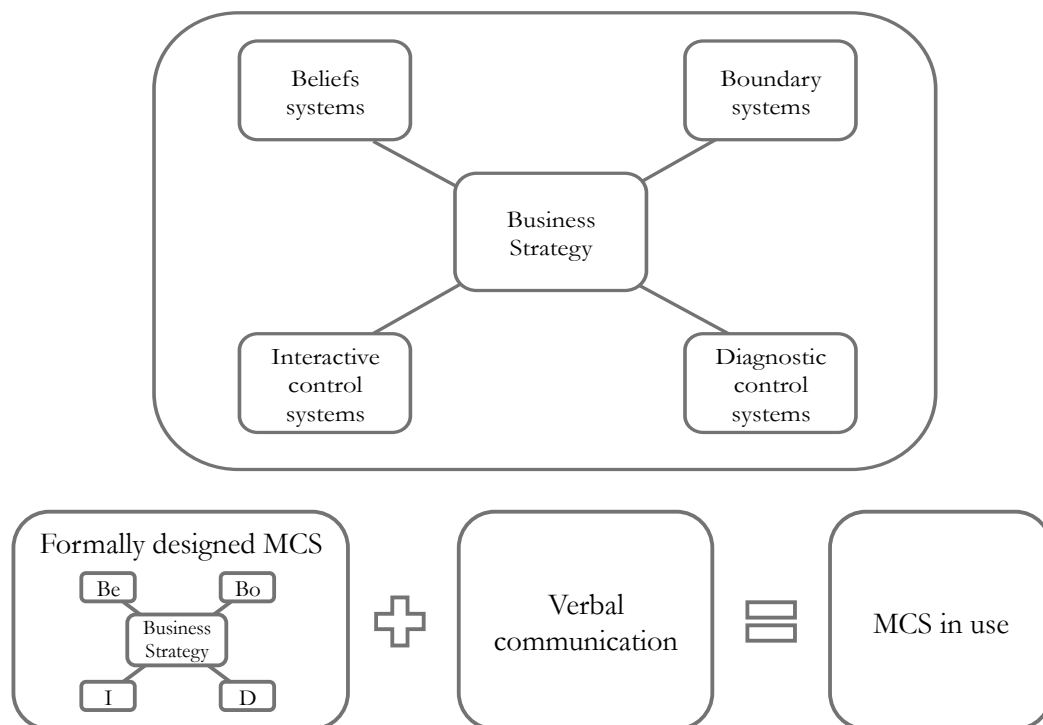 Beliefs
systems
Boundary
systems
Business
Strategy
Interactive
control
systems
Diagnostic
control
systems
Formally designed MCS
Be
Bo
Business
Strategy
I
D
Verbal
communication
MCS in use